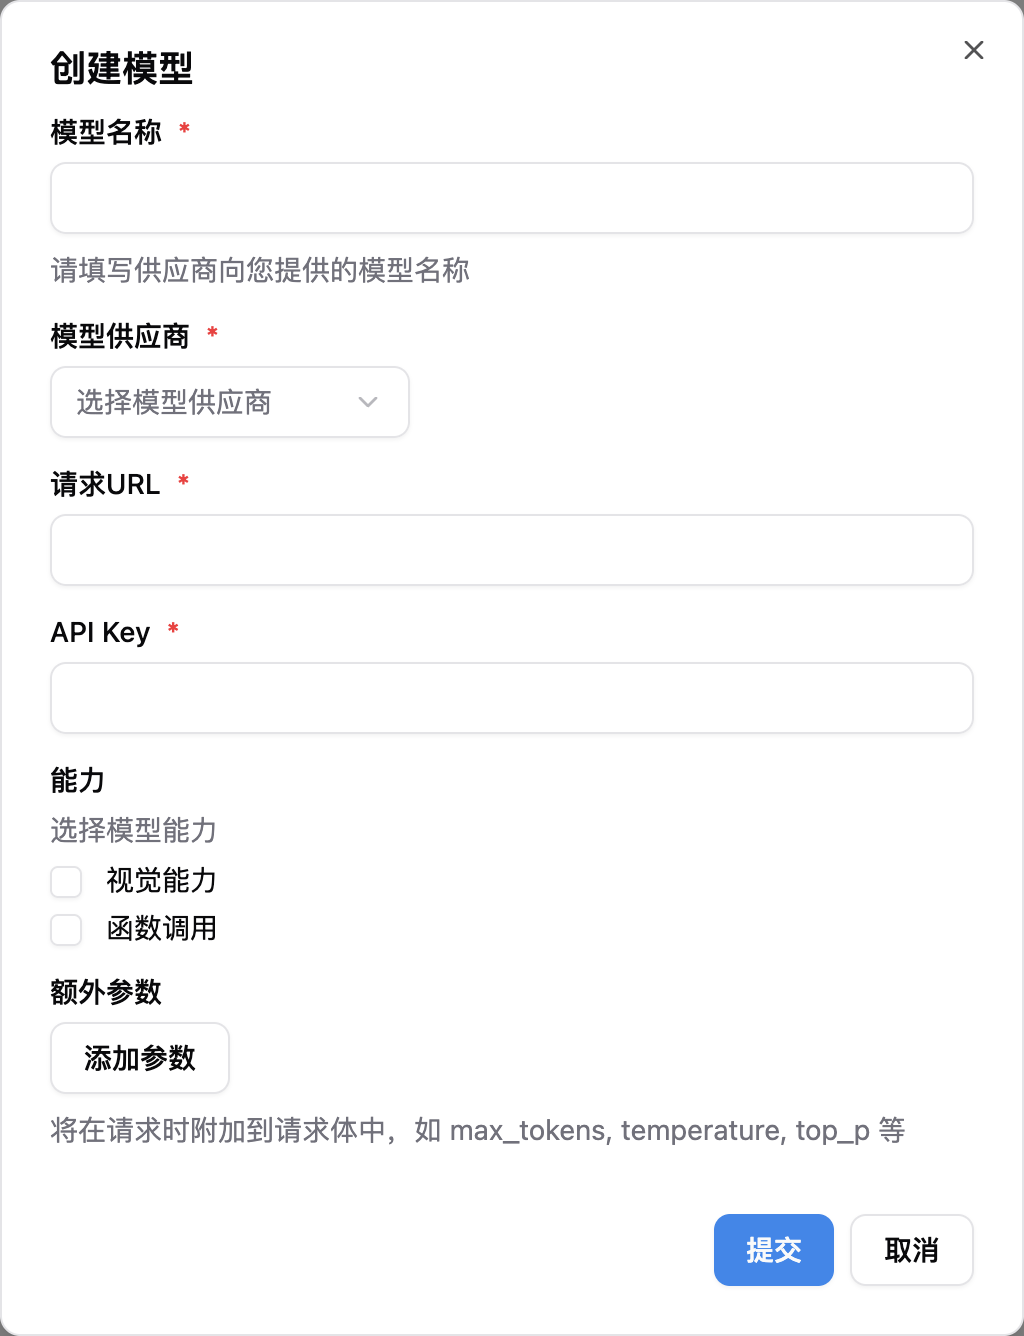 创建模型
模型名称 *
请填写供应商向您提供的模型名称
模型供应商 *
选择模型供应商
请求URL *
API Key *
能力
选择模型能力
视觉能力
函数调用
额外参数
添加参数
将在请求时附加到请求体中，如 max_tokens, temperature, top_p 等
提交 取消